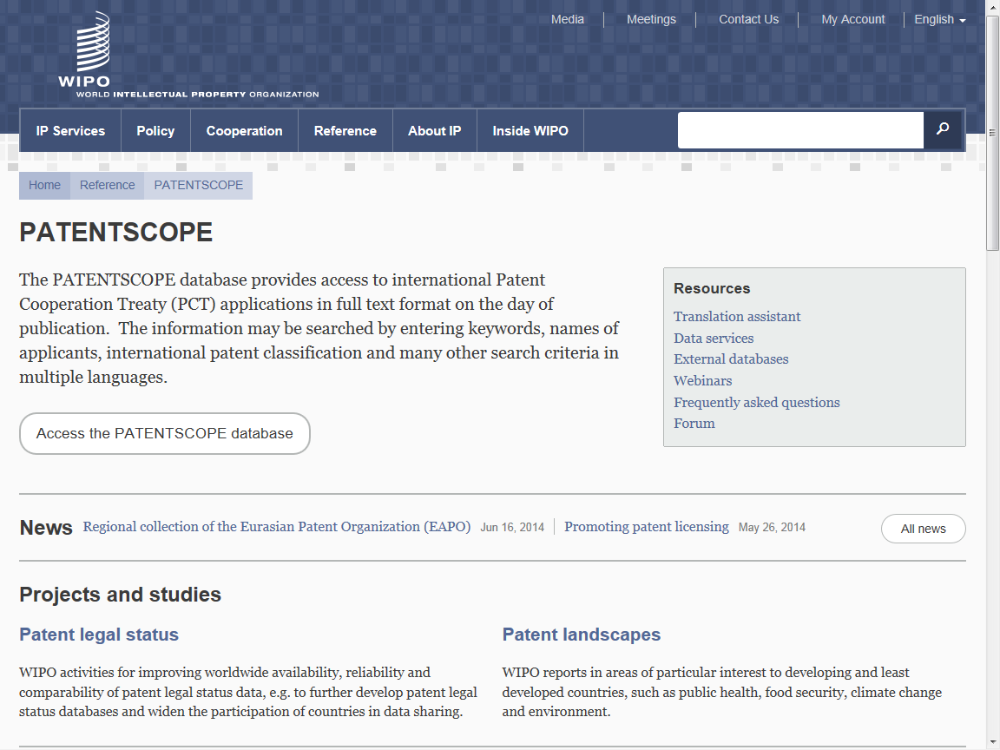 Media
Meetings
Contact Us
My Account
English
WIPO
WORLD INTELLECTUAL PROPERTY ORGANIZATION
IP Services
Policy
Cooperation
Reference
About IP
Inside WIPO
Home
Reference
PATENTSCOPE
PATENTSCOPE
The PATENTSCOPE database provides access to international Patent
Cooperation Treaty (PCT) applications in full text format on the day of
publication.  The information may be searched by entering keywords, names of
applicants, international patent classification and many other search criteria in
multiple languages.
Access the PATENTSCOPE database
Resources
Translation assistant
Data services
External databases
Webinars
Frequently asked questions
Forum
News
Regional collection of the Eurasian Patent Organization (EAPO) Jun 16, 2014
Promoting patent licensing May 26, 2014
All news
Projects and studies
Patent legal status
WIPO activities for improving worldwide availability, reliability and
comparability of patent legal status data, e.g. to further develop patent legal
status databases and widen the participation of countries in data sharing.
Patent landscapes
WIPO reports in areas of particular interest to developing and least
developed countries, such as public health, food security, climate change
and environment.